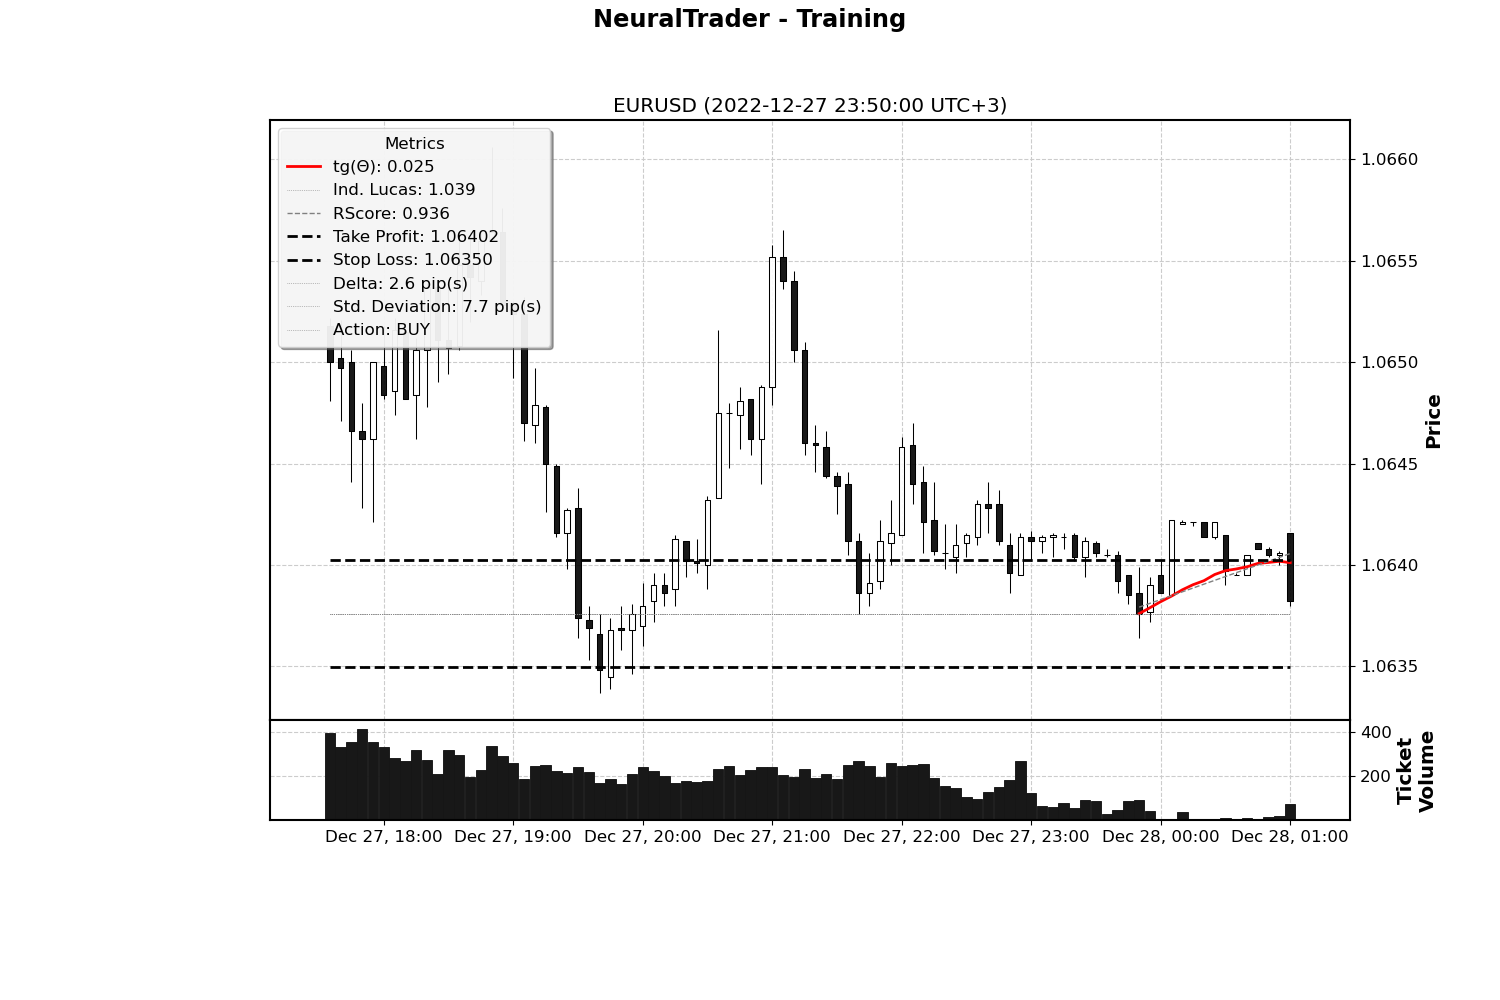 NeuralTrader - Training
EURUSD (2022-12-27 23:50:00 UTC+3)
Metrics
tg(Θ): 0.025
Ind. Lucas: 1.039
RScore: 0.936
Take Profit: 1.06402
Stop Loss: 1.06350
Delta: 2.6 pip(s)
Std. Deviation: 7.7 pip(s)
Action: BUY
1.0660
1.0655
1.0650
1.0645
1.0640
1.0635
Price
400
200
Ticket
Volume
Dec 27, 18:00 Dec 27, 19:00 Dec 27, 20:00 Dec 27, 21:00 Dec 27, 22:00 Dec 27, 23:00 Dec 28, 00:00 Dec 28, 01:00